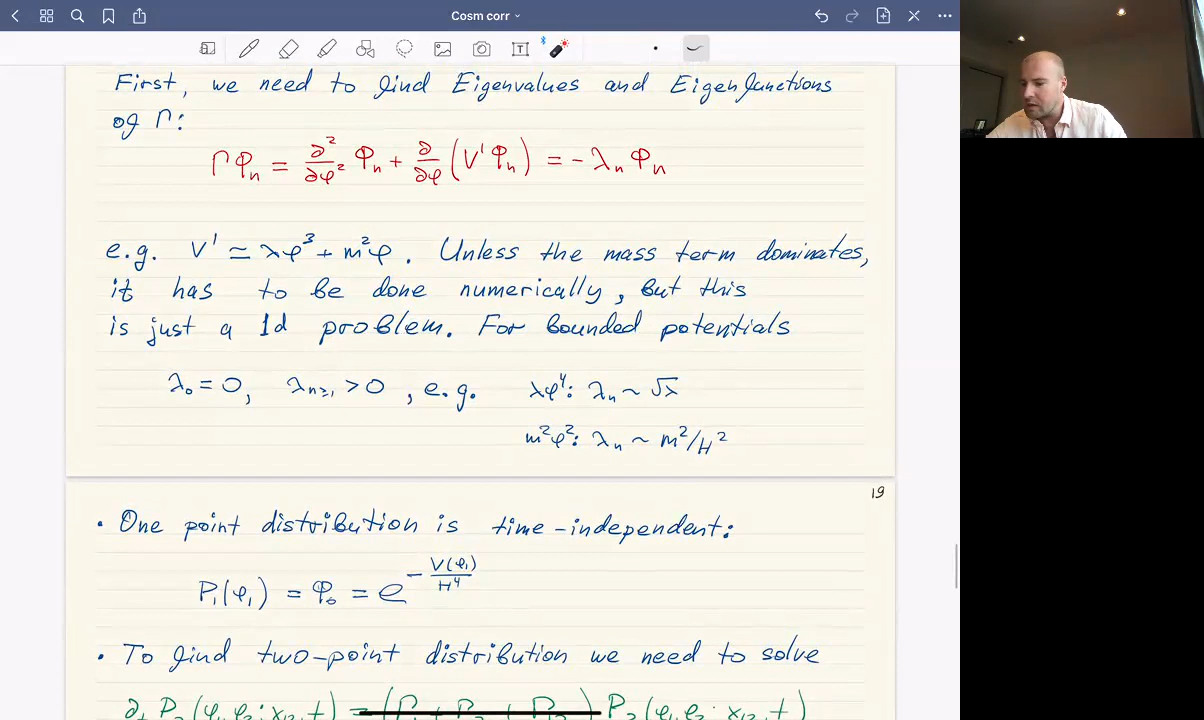 Cosm corr
First, we need to find Eigenvalues and Eigenfunctions
of Γ:
ΓΦₙ = ∂²/∂φ² Φₙ + ∂/∂φ (V'Φₙ) = -λₙ Φₙ
e.g. V' ≃ λφ³ + m²φ. Unless the mass term dominates,
it has to be done numerically, but this
is just a 1d problem. For bounded potentials
λ₀ = 0, λₙ≥₁ > 0, e.g. λφ⁴: λₙ ~ √λ
m²φ²: λₙ ~ m²/H²
19
• One point distribution is time-independent:
P₁(φ₁) = Φ₀ = e^(-V(φ₁)/H⁴)
• To find two-point distribution we need to solve